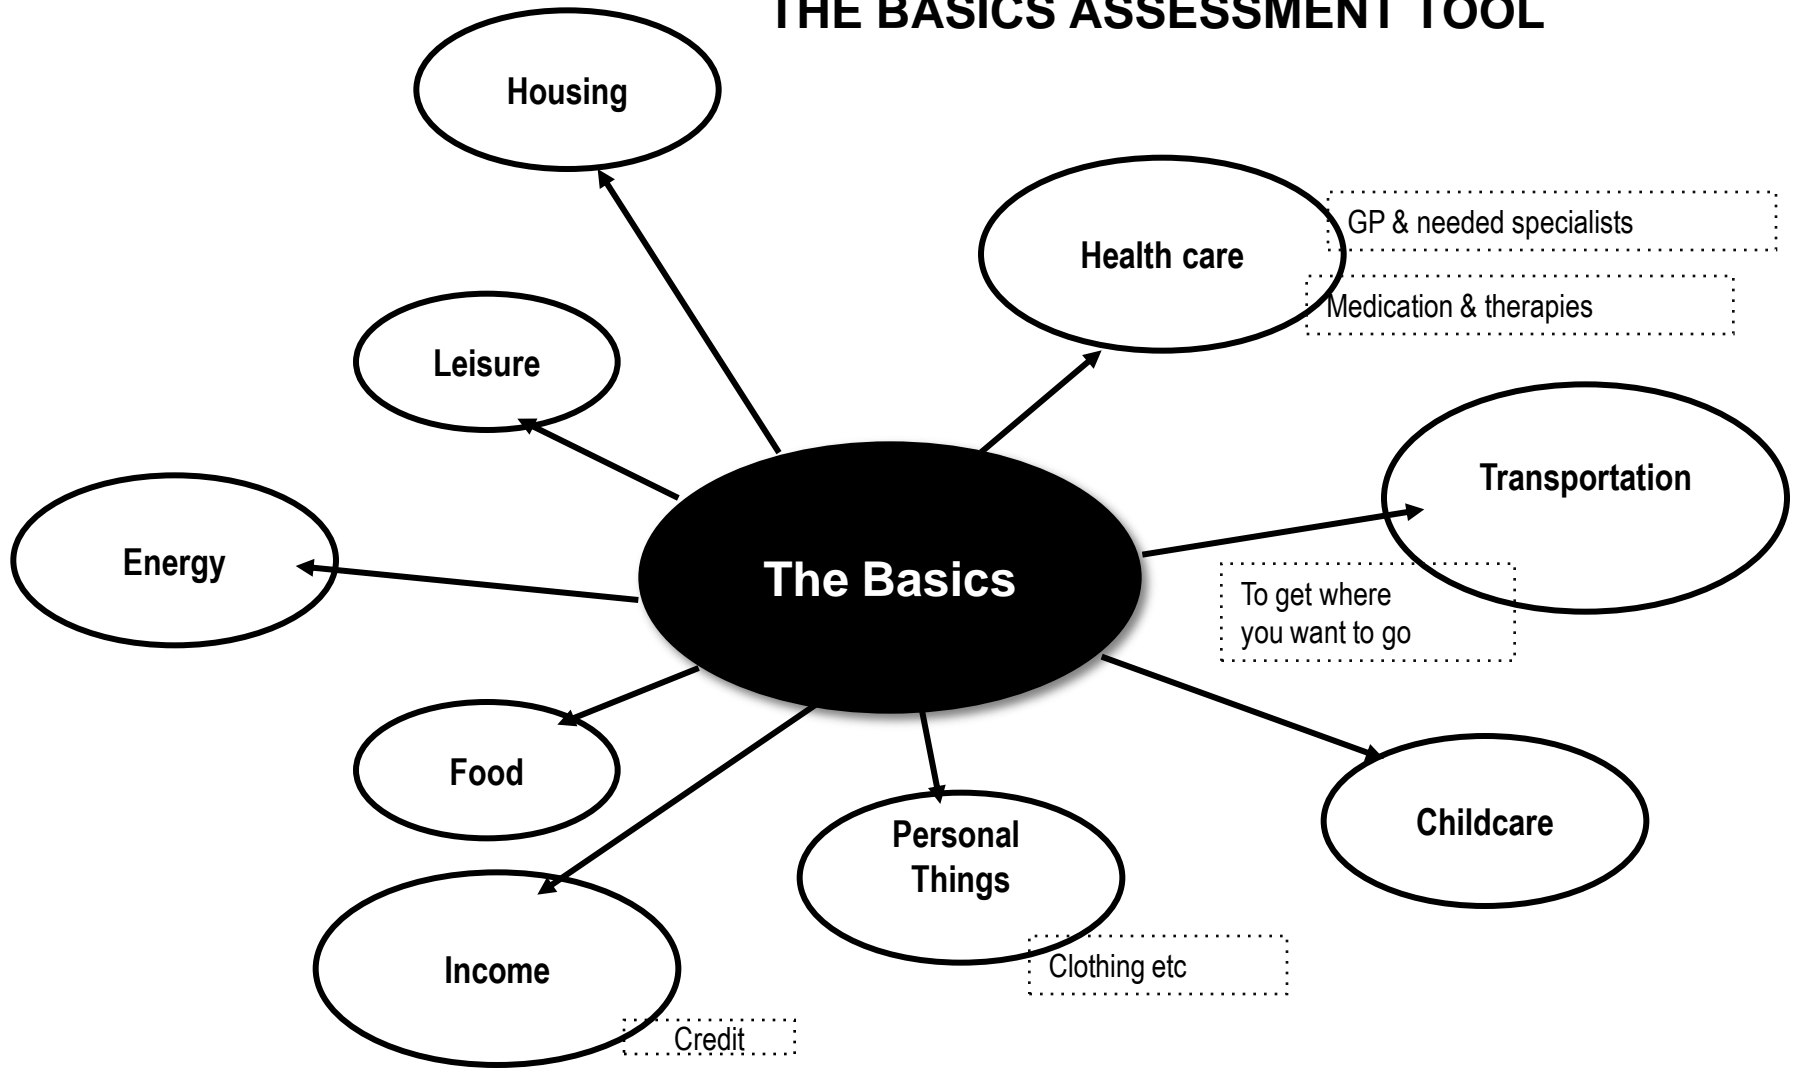 THE BASICS ASSESSMENT TOOL
Housing
Health care
GP & needed specialists
Medication & therapies
Leisure
Transportation
To get where
you want to go
Energy
The Basics
Food
Personal
Things
Clothing etc
Childcare
Income
Credit